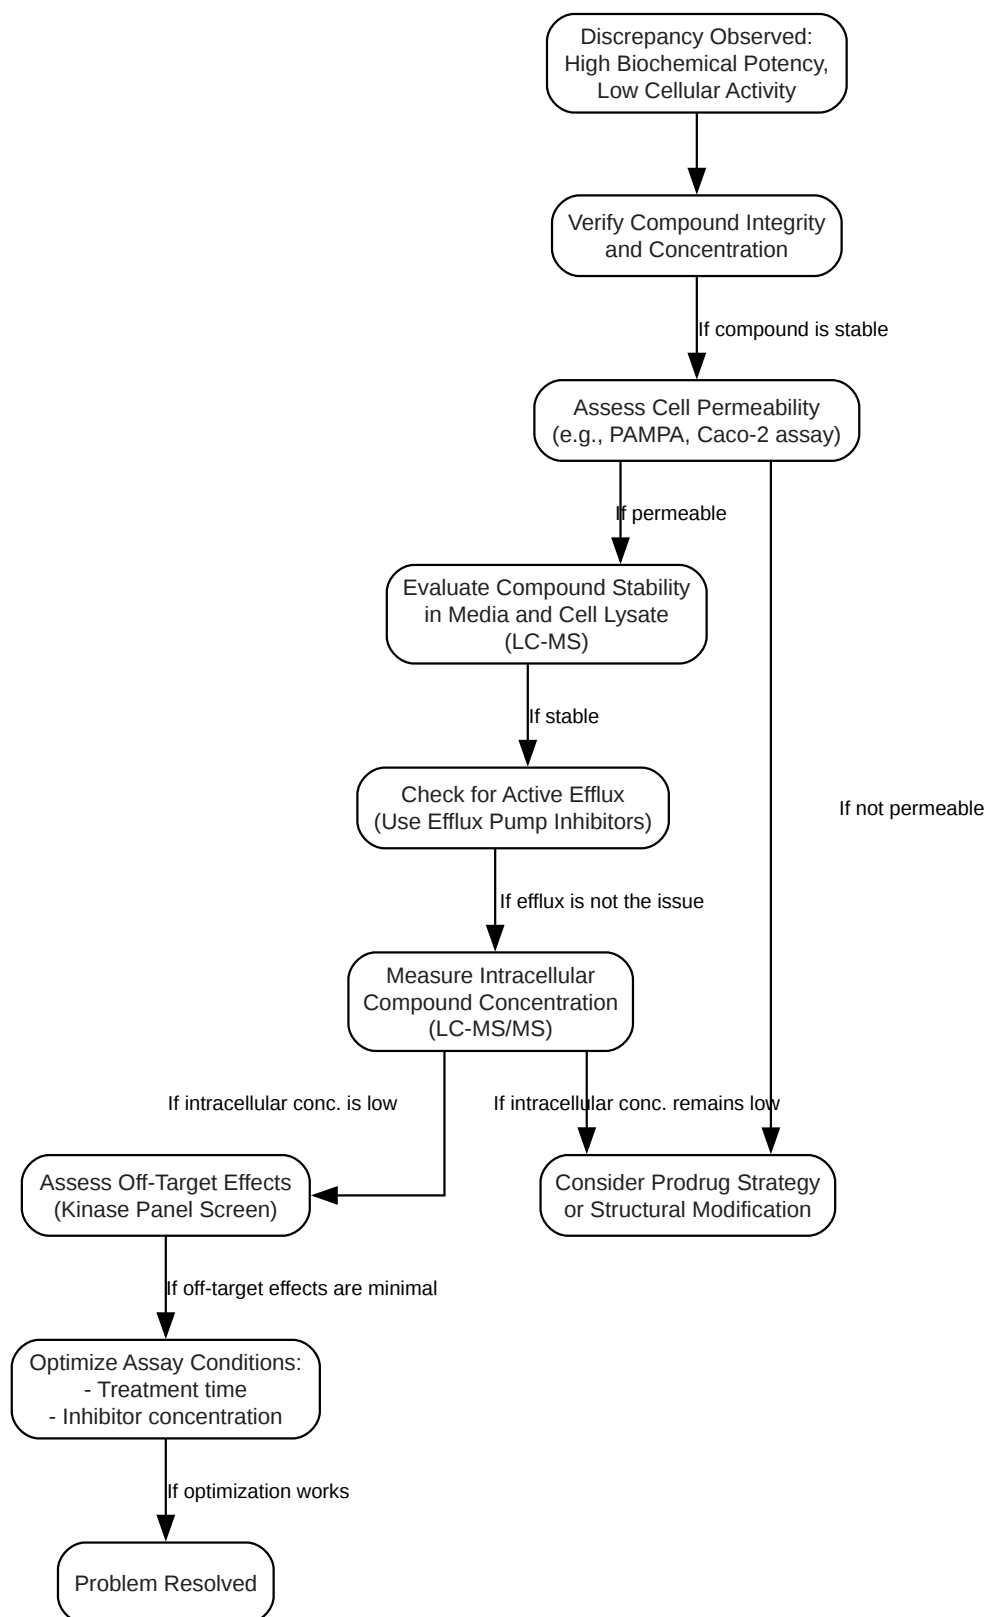 Discrepancy Observed:
High Biochemical Potency,
Low Cellular Activity
Verify Compound Integrity
and Concentration
If compound is stable
Assess Cell Permeability
(e.g., PAMPA, Caco-2 assay)
If permeable
Evaluate Compound Stability
in Media and Cell Lysate
(LC-MS)
If stable
Check for Active Efflux
(Use Efflux Pump Inhibitors)
If not permeable
If efflux is not the issue
Measure Intracellular
Compound Concentration
(LC-MS/MS)
If intracellular conc. is low
If intracellular conc. remains low
Assess Off-Target Effects
(Kinase Panel Screen)
Consider Prodrug Strategy
or Structural Modification
If off-target effects are minimal
Optimize Assay Conditions:
- Treatment time
- Inhibitor concentration
If optimization works
Problem Resolved